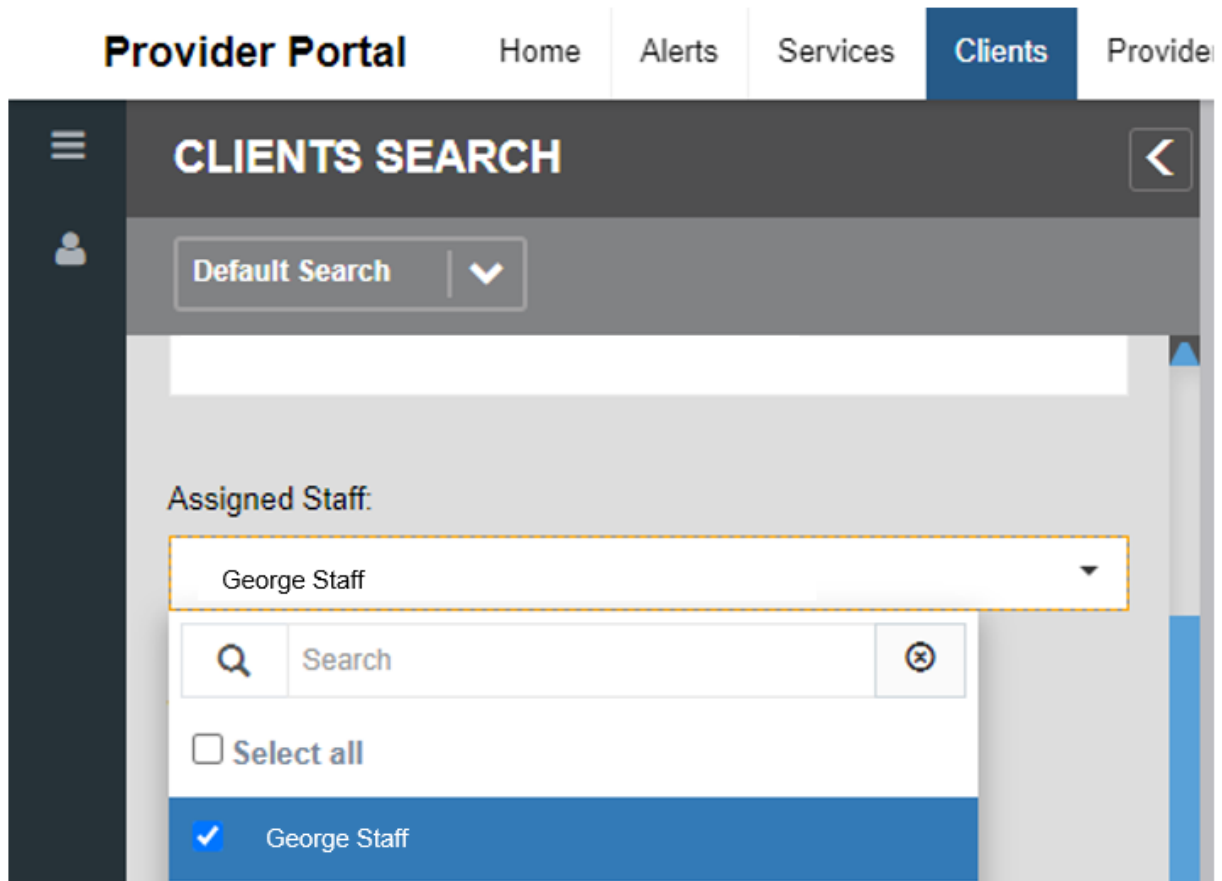 Provider Portal Home Alerts Services Clients Provider
CLIENTS SEARCH
Default Search
Assigned Staff:
George Staff
Search
Select all
George Staff